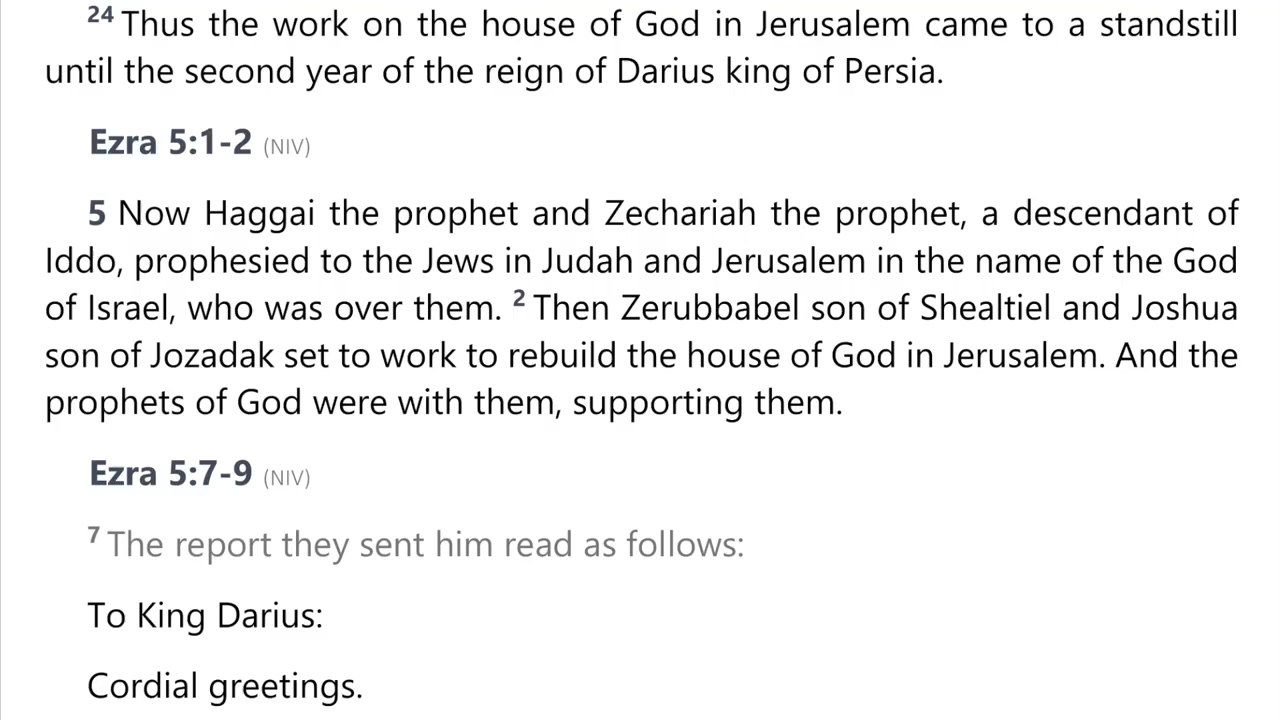 24 Thus the work on the house of God in Jerusalem came to a standstill
until the second year of the reign of Darius king of Persia.
Ezra 5:1-2 (NIV)
5 Now Haggai the prophet and Zechariah the prophet, a descendant of
Iddo, prophesied to the Jews in Judah and Jerusalem in the name of the God
of Israel, who was over them. 2 Then Zerubbabel son of Shealtiel and Joshua
son of Jozadak set to work to rebuild the house of God in Jerusalem. And the
prophets of God were with them, supporting them.
Ezra 5:7-9 (NIV)
7 The report they sent him read as follows:
To King Darius:
Cordial greetings.